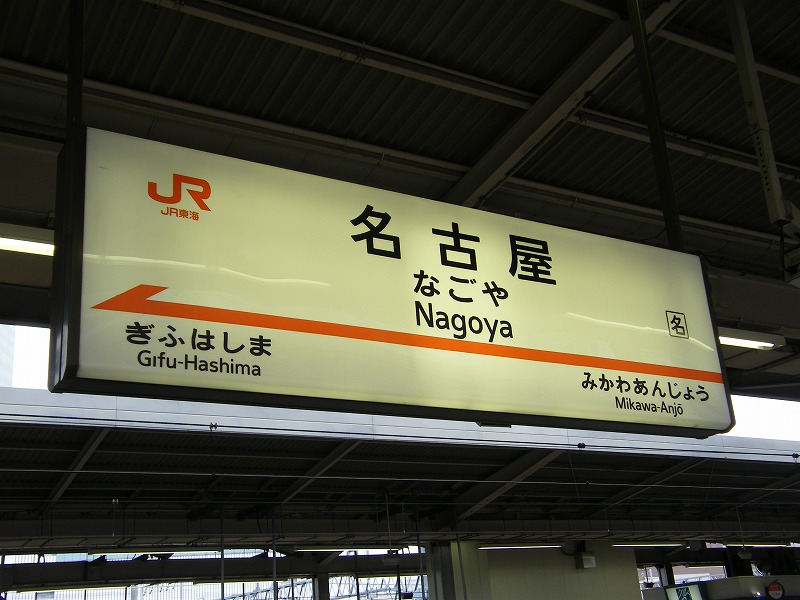 JR
JR東海
名古屋
なごや
Nagoya
名
ぎふはしま
Gifu-Hashima
みかわあんじょう
Mikawa-Anjō